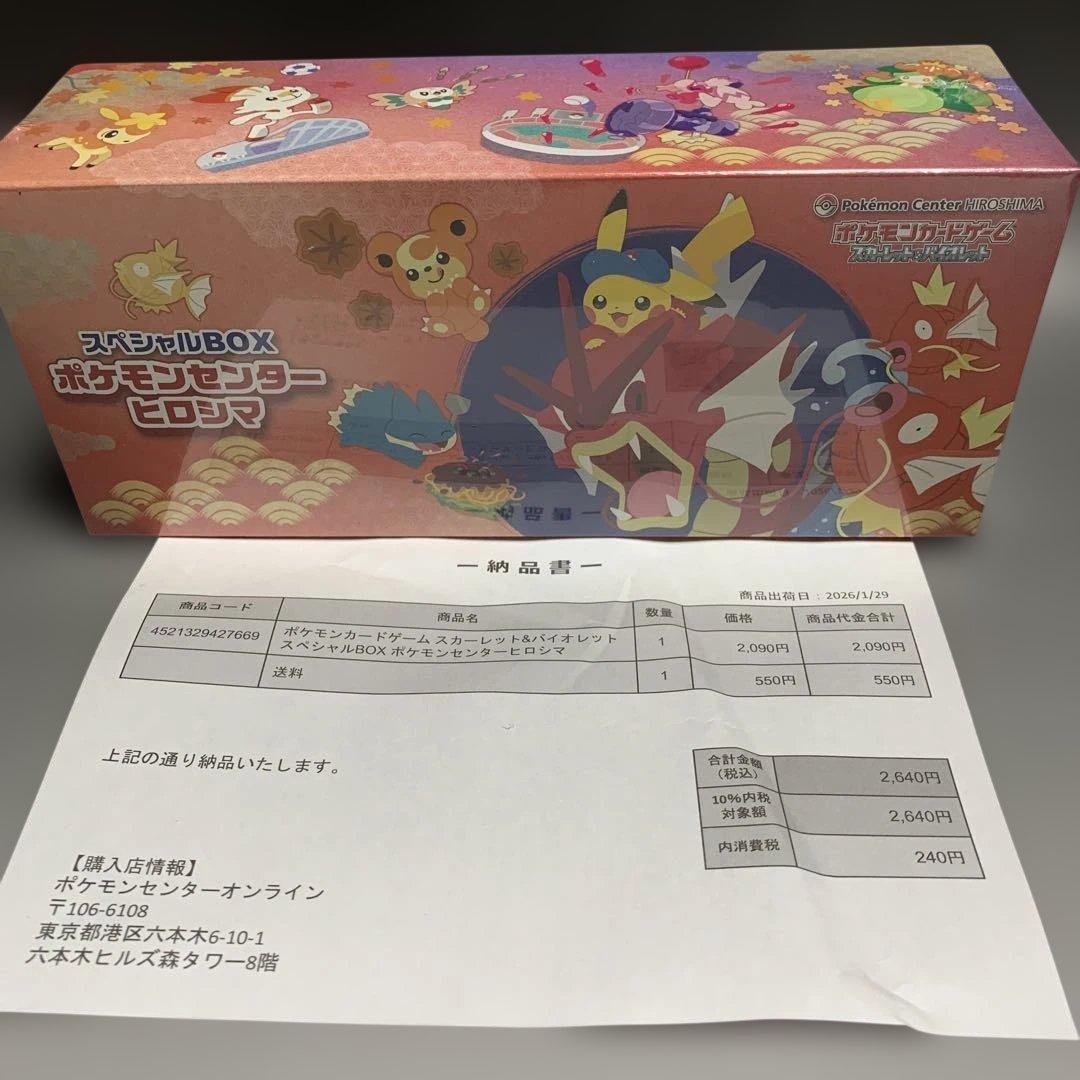 Pokémon Center HIROSHIMA
ポケモンカードゲーム
スカーレット&バイオレット
スペシャルBOX
ポケモンセンター
ヒロシマ
ー納品書ー
商品出荷日：2026/1/29
商品コード 商品名 数量 価格 商品代金合計
4521329427669 ポケモンカードゲーム スカーレット&バイオレット 1 2,090円 2,090円
スペシャルBOX ポケモンセンターヒロシマ
送料 1 550円 550円
上記の通り納品いたします。
合計金額 2,640円
(税込)
10%内税 2,640円
対象額
内消費税 240円
【購入店情報】
ポケモンセンターオンライン
〒106-6108
東京都港区六本木6-10-1
六本木ヒルズ森タワー8階